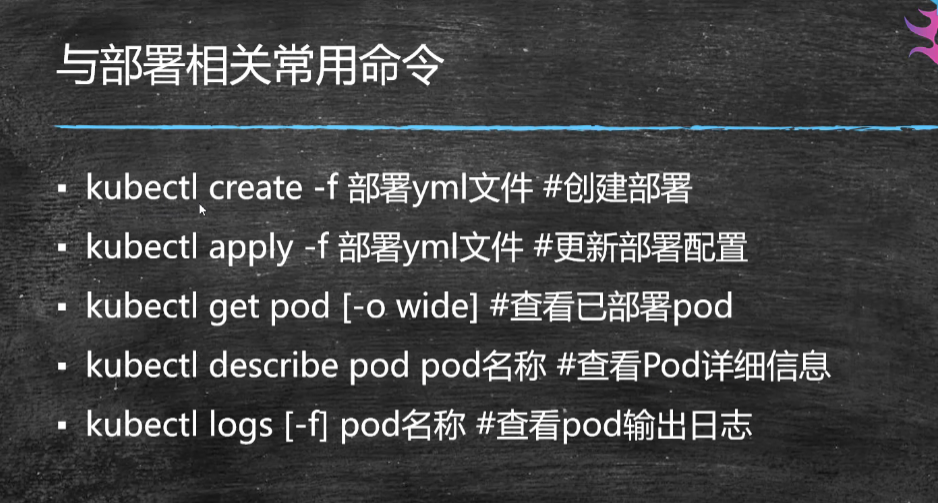 与部署相关常用命令
▪ kubectl create -f 部署yml文件 #创建部署
▪ kubectl apply -f 部署yml文件 #更新部署配置
▪ kubectl get pod [-o wide] #查看已部署pod
▪ kubectl describe pod pod名称 #查看Pod详细信息
▪ kubectl logs [-f] pod名称 #查看pod输出日志